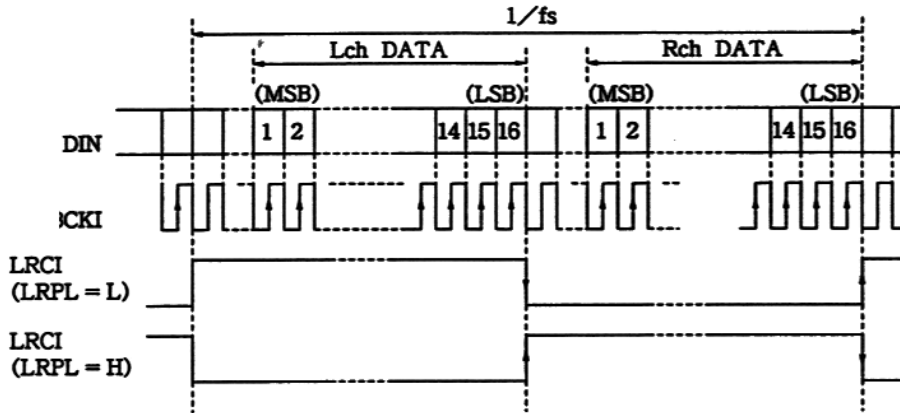 1/fs
Lch DATA Rch DATA
(MSB) (LSB) (MSB) (LSB)
DIN 1 2 14 15 16 1 2 14 15 16
BCKI
LRCI
(LRPL = L)
LRCI
(LRPL = H)